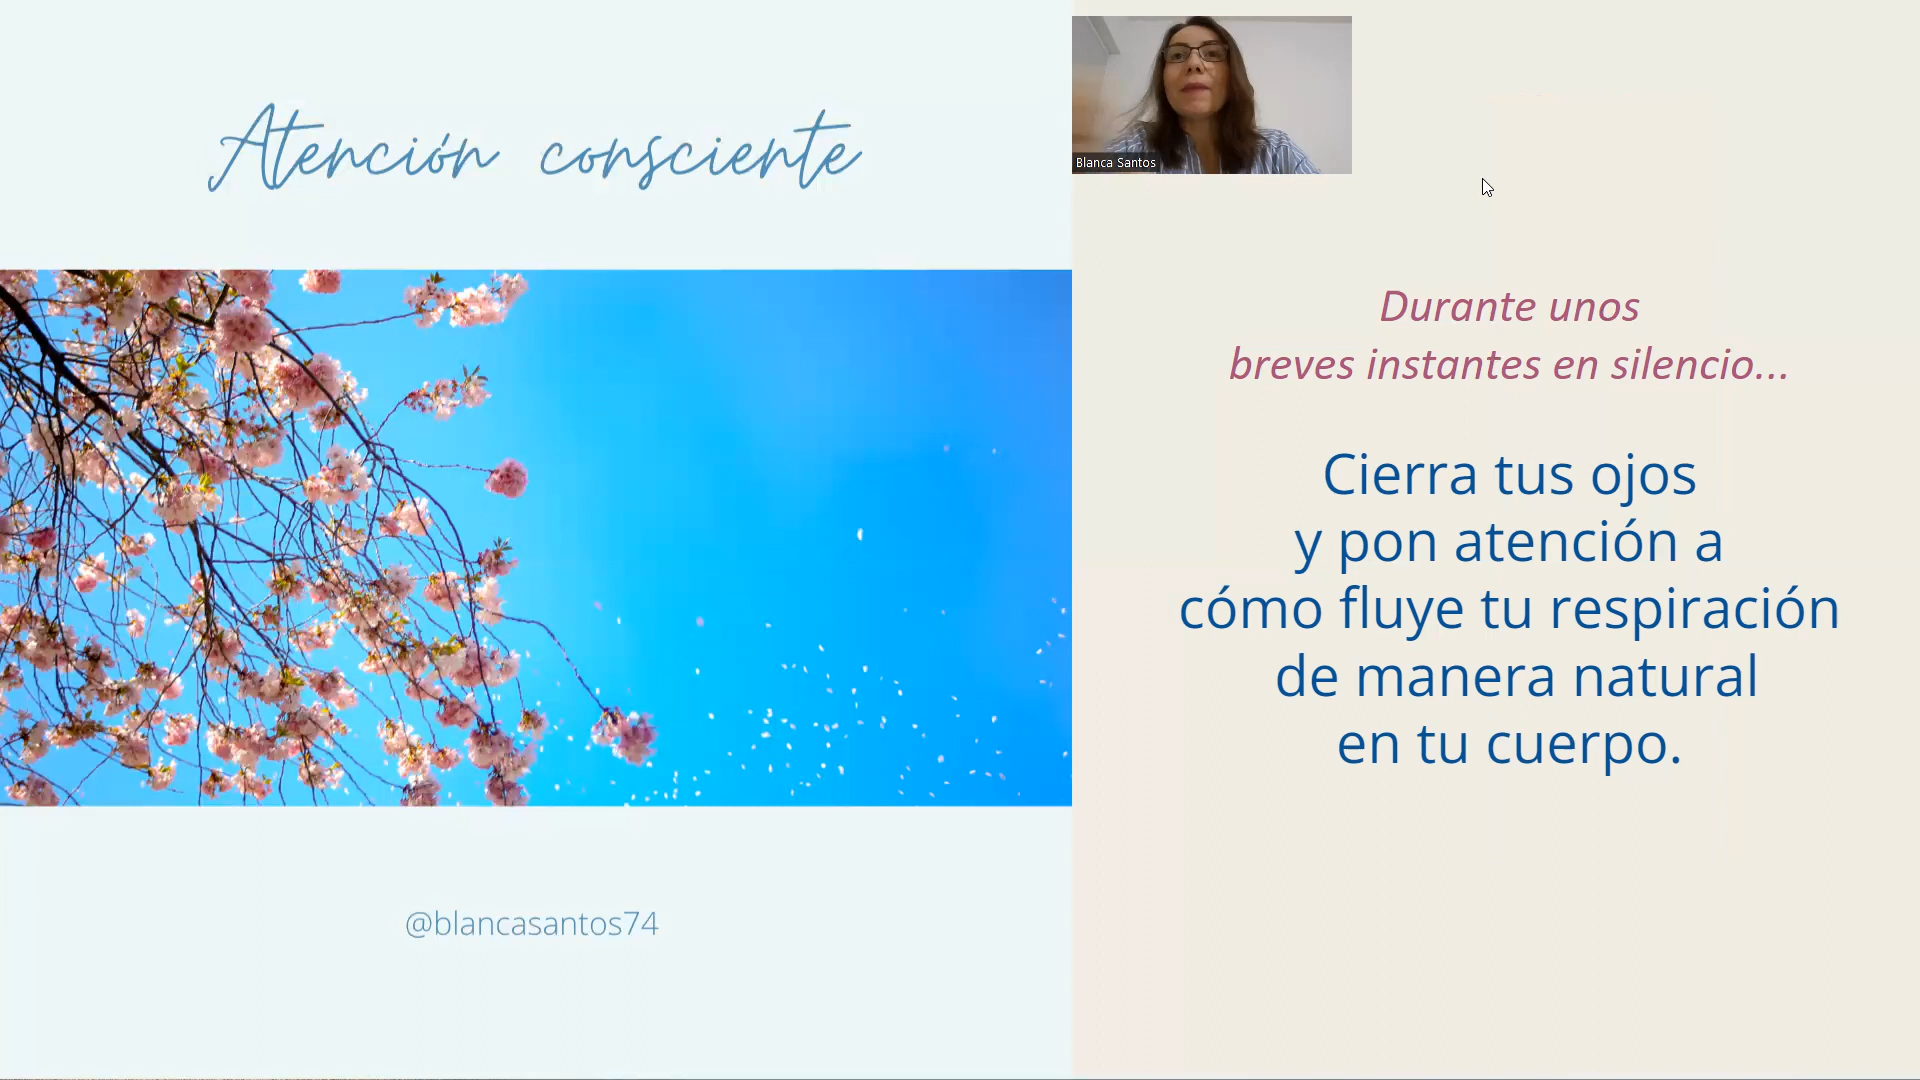 Atención consciente
@blancasantos74
Blanca Santos
Durante unos
breves instantes en silencio...
Cierra tus ojos
y pon atención a
cómo fluye tu respiración
de manera natural
en tu cuerpo.